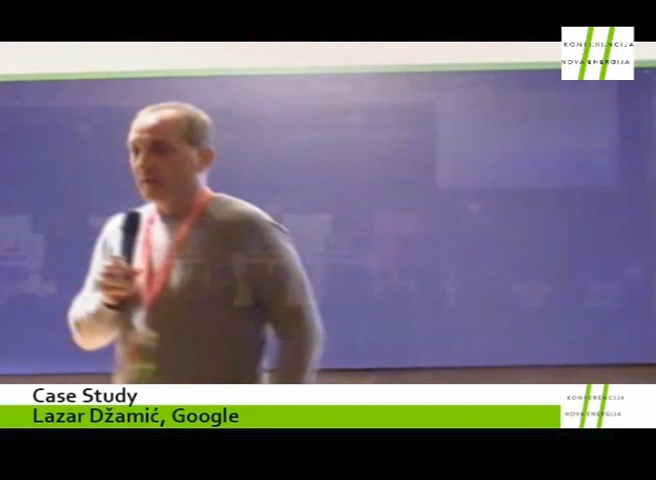 KONFERENCIJA
NOVA ENERGIJA
Case Study
Lazar Džamić, Google
KONFERENCIJA
NOVA ENERGIJA